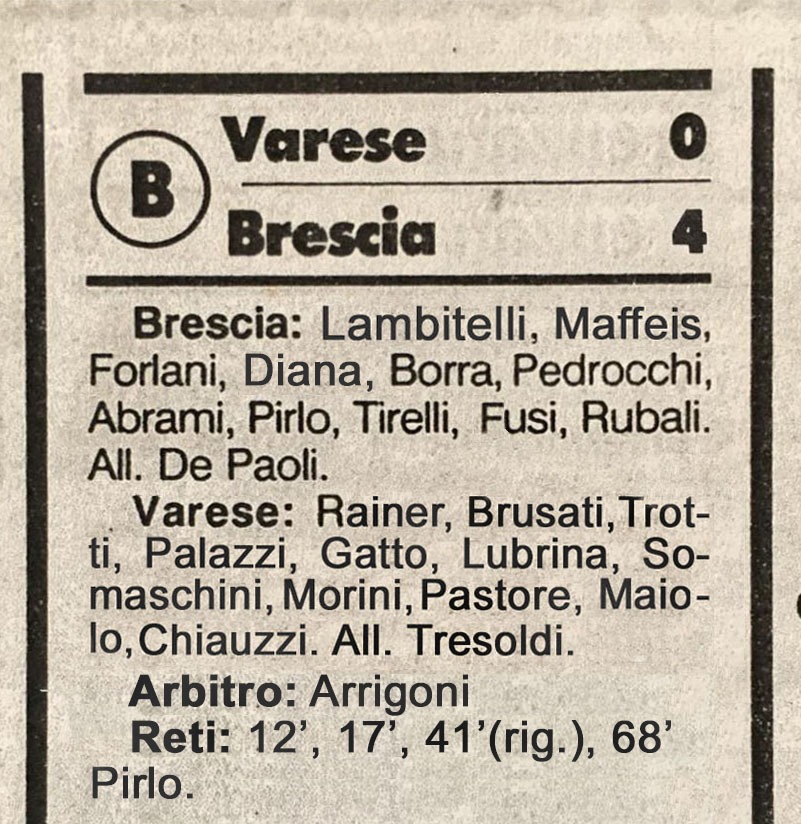 Varese 0
B
Brescia 4
Brescia: Lambitelli, Maffeis,
Forlani, Diana, Borra, Pedrocchi,
Abrami, Pirlo, Tirelli, Fusi, Rubali.
All. De Paoli.
Varese: Rainer, Brusati, Trot-
ti, Palazzi, Gatto, Lubrina, So-
maschini, Morini, Pastore, Maio-
lo, Chiauzzi. All. Tresoldi.
Arbitro: Arrigoni
Reti: 12’, 17’, 41’(rig.), 68’
Pirlo.